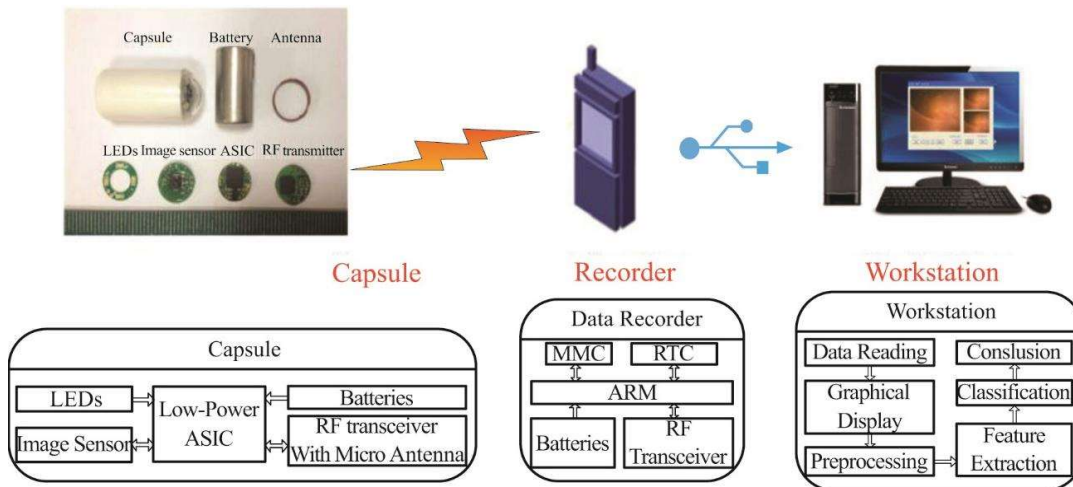 Capsule Battery Antenna
LEDs Image sensor ASIC RF transmitter
Capsule Recorder Workstation
Capsule
LEDs
Image Sensor
Low-Power
ASIC
Batteries
RF transceiver
With Micro Antenna
Data Recorder
MMC RTC
ARM
Batteries
RF
Transceiver
Workstation
Data Reading
Graphical
Display
Preprocessing
Conslusion
Classification
Feature
Extraction